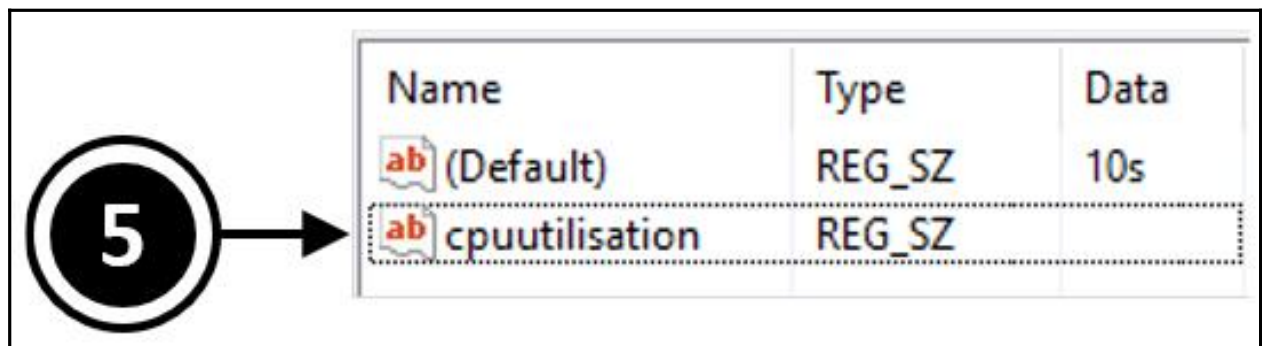 Name Type Data
ab (Default) REG_SZ 10s
5
ab cpuutilisation REG_SZ